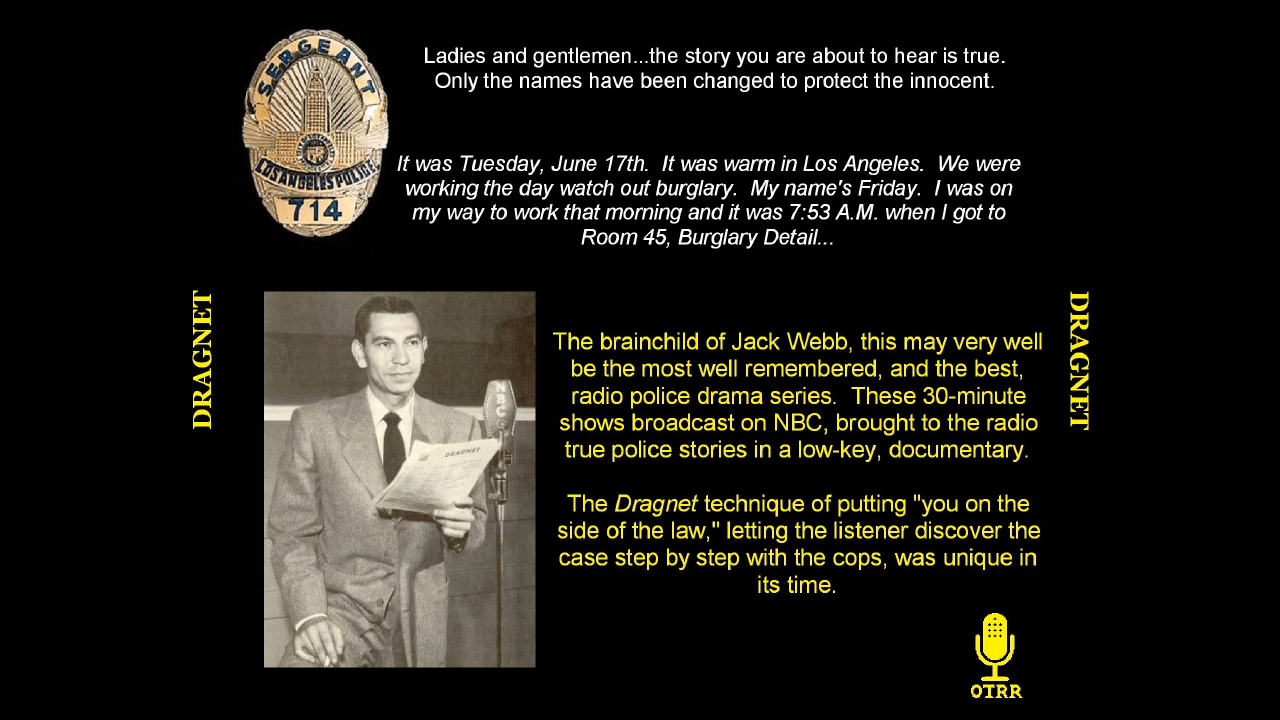 SERGEANT
LOS ANGELES POLICE
714
Ladies and gentlemen...the story you are about to hear is true.
Only the names have been changed to protect the innocent.
It was Tuesday, June 17th.  It was warm in Los Angeles.  We were
working the day watch out burglary.  My name's Friday.  I was on
my way to work that morning and it was 7:53 A.M. when I got to
Room 45, Burglary Detail...
DRAGNET
NBC
DRAGNET
The brainchild of Jack Webb, this may very well
be the most well remembered, and the best,
radio police drama series.  These 30-minute
shows broadcast on NBC, brought to the radio
true police stories in a low-key, documentary.
The Dragnet technique of putting "you on the
side of the law," letting the listener discover the
case step by step with the cops, was unique in
its time.
DRAGNET
OTRR